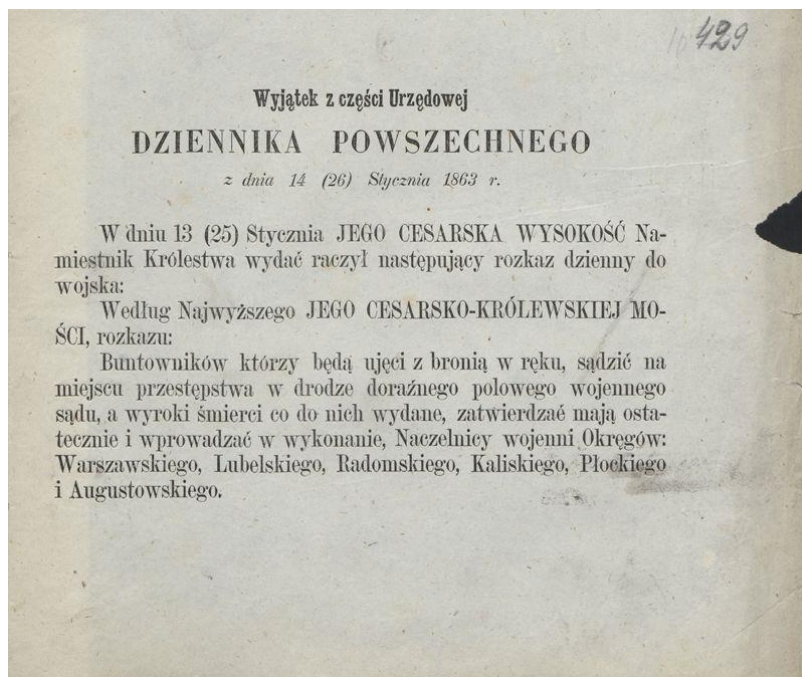 429
Wyjątek z części Urzędowej
DZIENNIKA POWSZECHNEGO
z dnia 14 (26) Stycznia 1863 r.
W dniu 13 (25) Stycznia JEGO CESARSKA WYSOKOŚĆ Na-
miestnik Królestwa wydać raczył następujący rozkaz dzienny do
wojska:
Według Najwyższego JEGO CESARSKO-KRÓLEWSKIEJ MO-
ŚCI, rozkazu:
Buntowników którzy będą ujęci z bronią w ręku, sądzić na
miejscu przestępstwa w drodze doraźnego polowego wojennego
sądu, a wyroki śmierci co do nich wydane, zatwierdzać mają osta-
tecznie i wprowadzać w wykonanie, Naczelnicy wojenni Okręgów:
Warszawskiego, Lubelskiego, Radomskiego, Kaliskiego, Płockiego
i Augustowskiego.